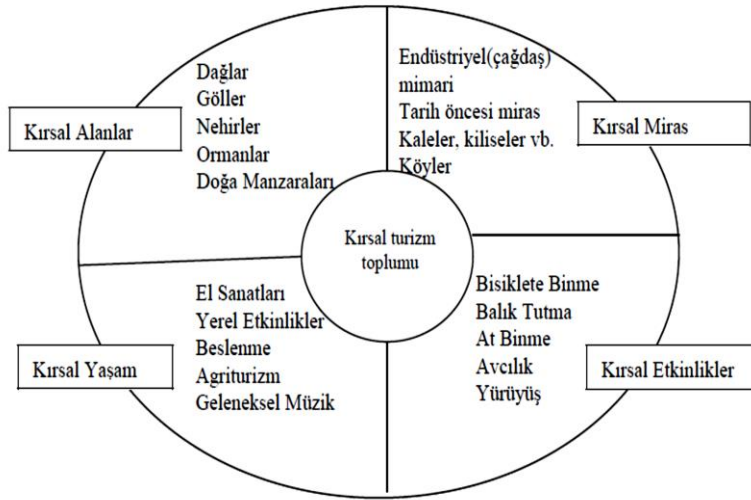 Kırsal Alanlar
Dağlar
Göller
Nehirler
Ormanlar
Doğa Manzaraları
Endüstriyel(çağdaş)
mimari
Tarih öncesi miras
Kaleler, kiliseler vb.
Köyler
Kırsal Miras
Kırsal turizm
toplumu
Kırsal Yaşam
El Sanatları
Yerel Etkinlikler
Beslenme
Agriturizm
Geleneksel Müzik
Bisiklete Binme
Balık Tutma
At Binme
Avcılık
Yürüyüş
Kırsal Etkinlikler